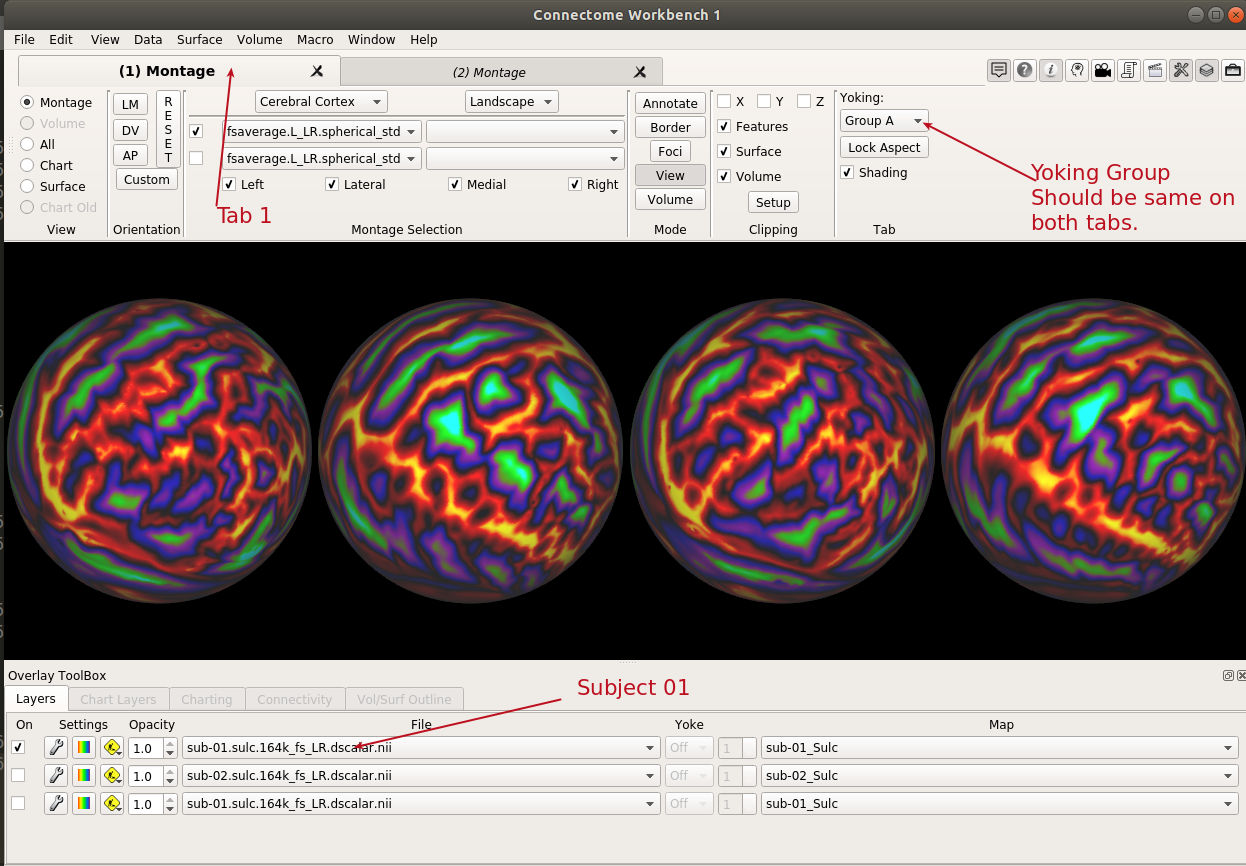 Connectome Workbench 1
File Edit View Data Surface Volume Macro Window Help
(1) Montage
(2) Montage
Montage
Volume
All
Chart
Surface
Chart Old
View
LM
DV
AP
Custom
RESET
Orientation
Cerebral Cortex
Landscape
fsaverage.L_LR.spherical_std
fsaverage.L_LR.spherical_std
Left Lateral Medial Right
Montage Selection
Annotate
Border
Foci
View
Volume
Mode
X Y Z
Features
Surface
Volume
Setup
Clipping
Yoking:
Group A
Lock Aspect
Shading
Tab
Tab 1
Yoking Group
Should be same on
both tabs.
Overlay ToolBox
Layers Chart Layers Charting Connectivity Vol/Surf Outline
Subject 01
On Settings Opacity File Yoke Map
1.0 sub-01.sulc.164k_fs_LR.dscalar.nii Off 1 sub-01_Sulc
1.0 sub-02.sulc.164k_fs_LR.dscalar.nii Off 1 sub-02_Sulc
1.0 sub-01.sulc.164k_fs_LR.dscalar.nii Off 1 sub-01_Sulc